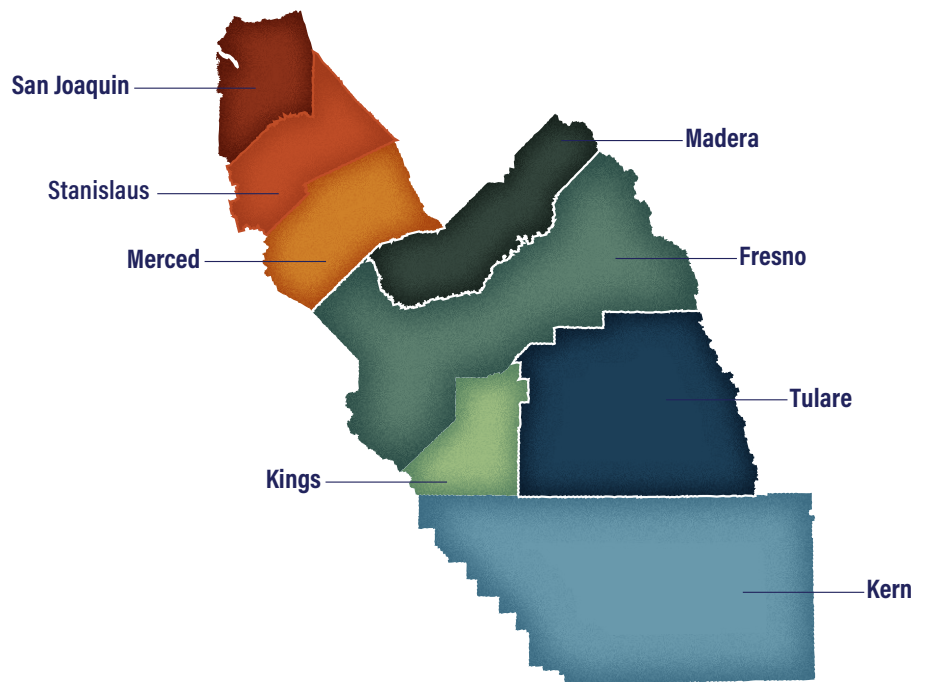 San Joaquin
Madera
Stanislaus
Fresno
Merced
Tulare
Kings
Kern